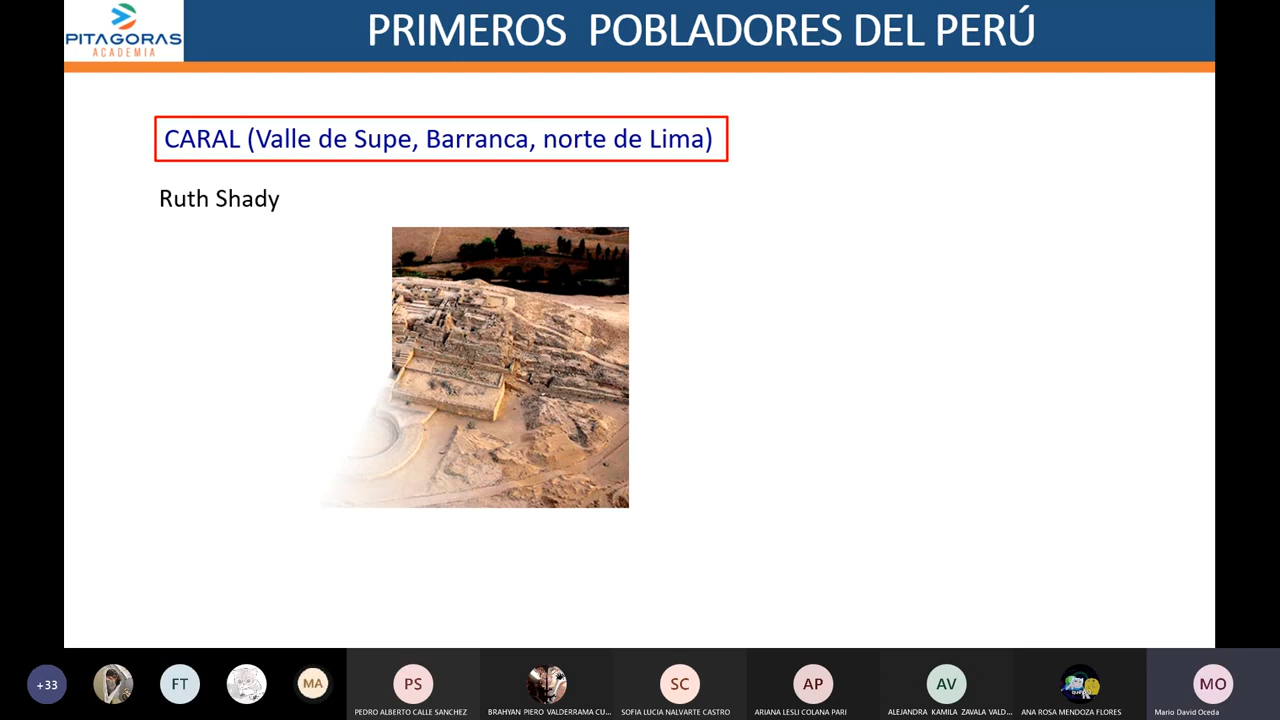 PITAGORAS
ACADEMIA
PRIMEROS POBLADORES DEL PERÚ
CARAL (Valle de Supe, Barranca, norte de Lima)
Ruth Shady
+33
FT
MA
PS
SC
AP
AV
MO
PEDRO ALBERTO CALLE SANCHEZ
BRAHYAN PIERO VALDERRAMA CU...
SOFIA LUCIA NALVARTE CASTRO
ARIANA LESLI COLANA PARI
ALEJANDRA KAMILA ZAVALA VALD...
ANA ROSA MENDOZA FLORES
Mario David Oceda